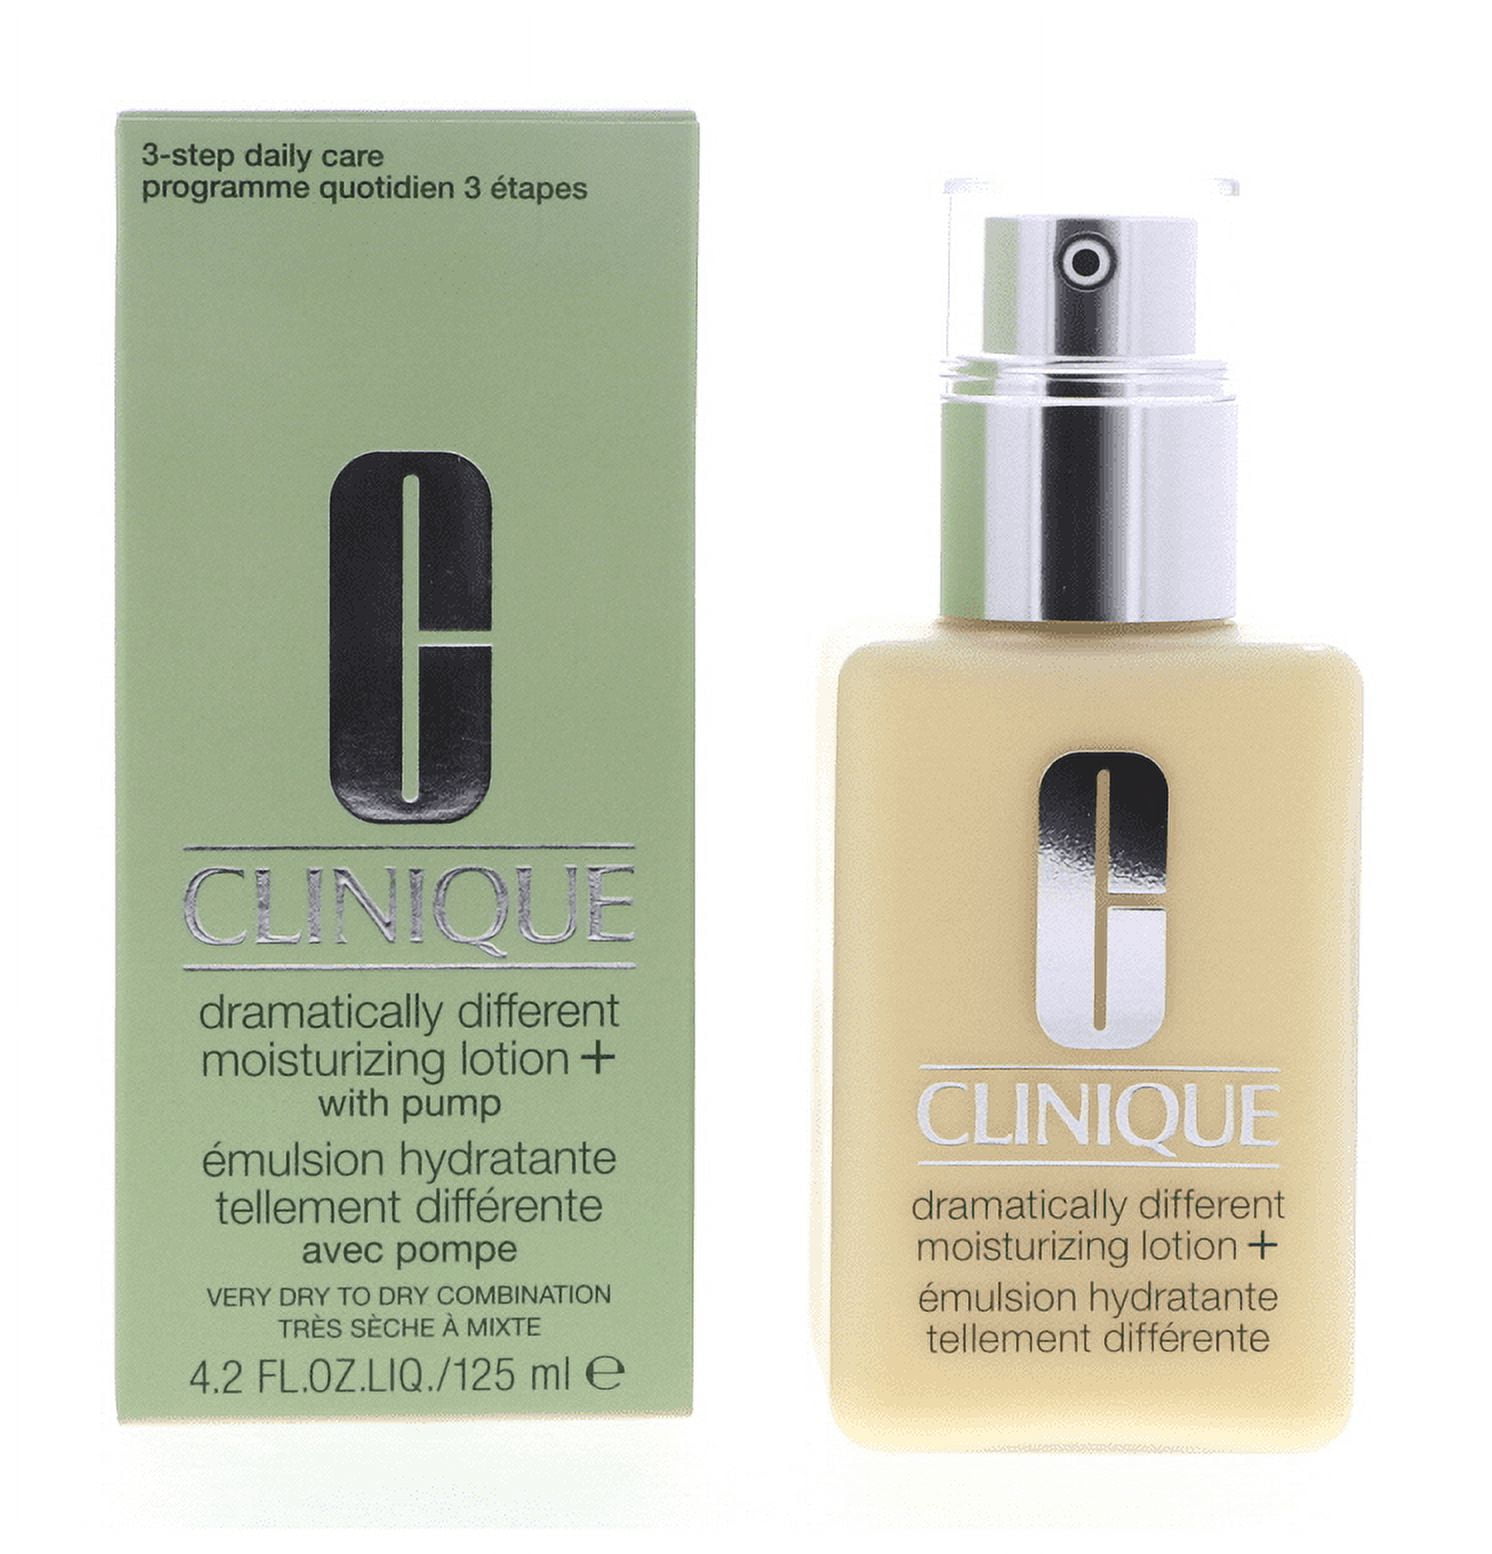 3-step daily care
programme quotidien 3 étapes
C
CLINIQUE
dramatically different
moisturizing lotion +
with pump
émulsion hydratante
tellement différente
avec pompe
VERY DRY TO DRY COMBINATION
TRÈS SÈCHE À MIXTE
4.2 FL.OZ.LIQ./125 ml ℮
C
CLINIQUE
dramatically different
moisturizing lotion +
émulsion hydratante
tellement différente